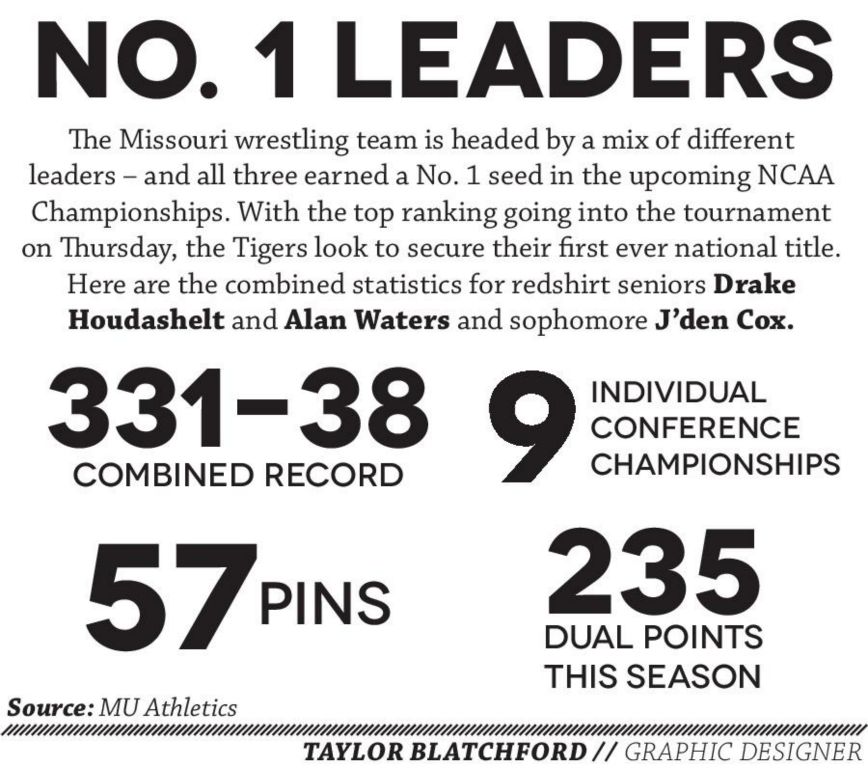 NO. 1 LEADERS
The Missouri wrestling team is headed by a mix of different
leaders – and all three earned a No. 1 seed in the upcoming NCAA
Championships. With the top ranking going into the tournament
on Thursday, the Tigers look to secure their first ever national title.
Here are the combined statistics for redshirt seniors Drake
Houdashelt and Alan Waters and sophomore J’den Cox.
331–38
COMBINED RECORD
9
INDIVIDUAL
CONFERENCE
CHAMPIONSHIPS
57 PINS
235
DUAL POINTS
THIS SEASON
Source: MU Athletics
TAYLOR BLATCHFORD // GRAPHIC DESIGNER